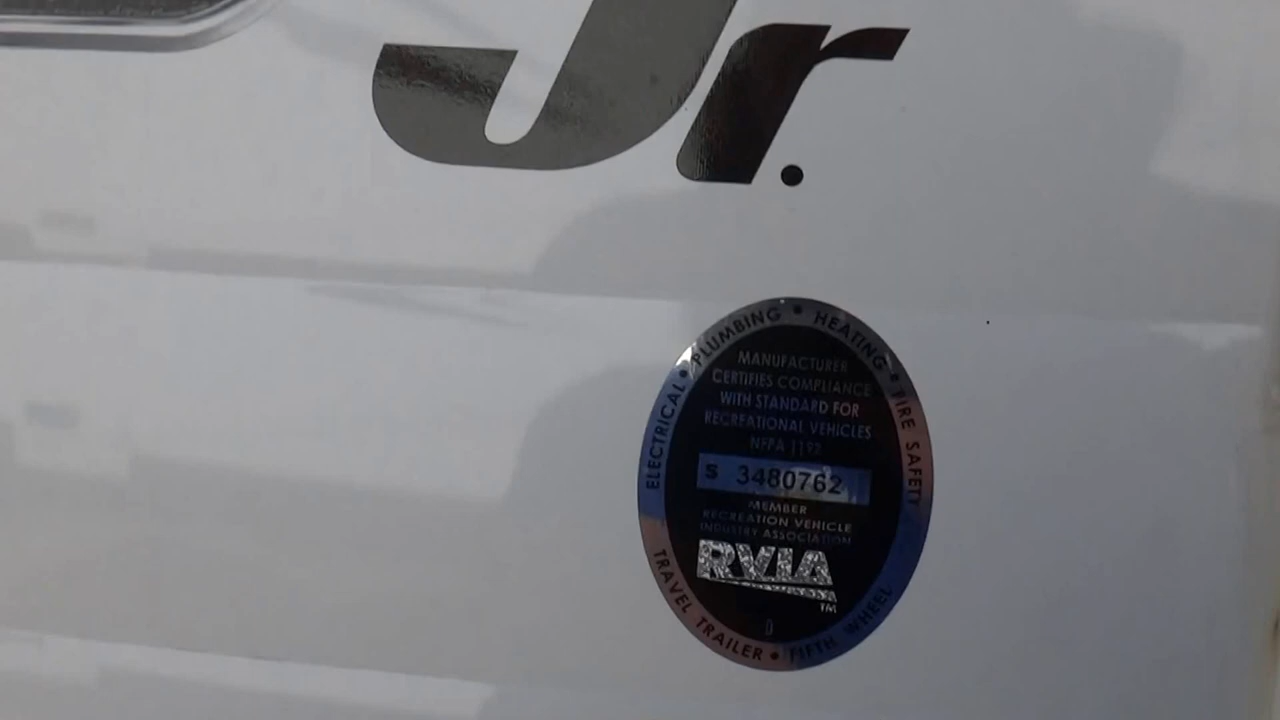 Jr.
PLUMBING • HEATING • FIRE SAFETY
ELECTRICAL •
MANUFACTURER
CERTIFIES COMPLIANCE
WITH STANDARD FOR
RECREATIONAL VEHICLES
NFPA 1192
S 3480762
MEMBER
RECREATION VEHICLE
INDUSTRY ASSOCIATION
RVIA
TM
D
TRAVEL TRAILER • FIFTH WHEEL